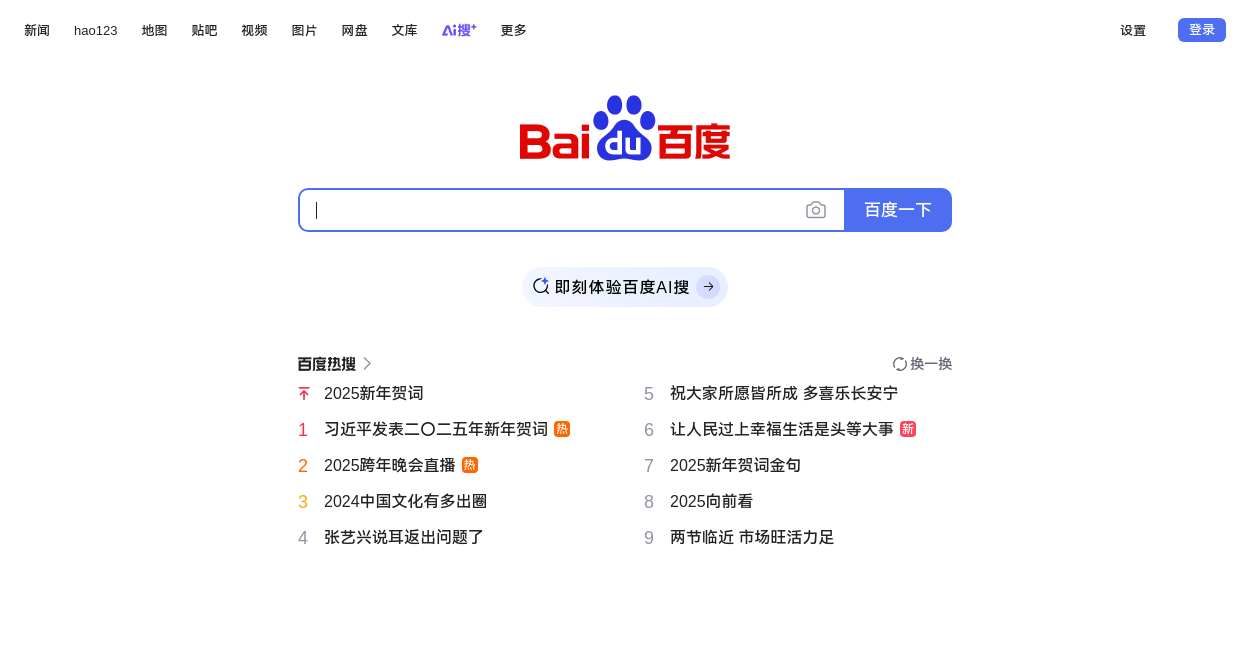 新闻 hao123 地图 贴吧 视频 图片 网盘 文库 Ai搜+ 更多 设置 登录
Bai du 百度
百度一下
即刻体验百度AI搜
百度热搜 换一换
2025新年贺词
1 习近平发表二〇二五年新年贺词 热
2 2025跨年晚会直播 热
3 2024中国文化有多出圈
4 张艺兴说耳返出问题了
5 祝大家所愿皆所成 多喜乐长安宁
6 让人民过上幸福生活是头等大事 新
7 2025新年贺词金句
8 2025向前看
9 两节临近 市场旺活力足